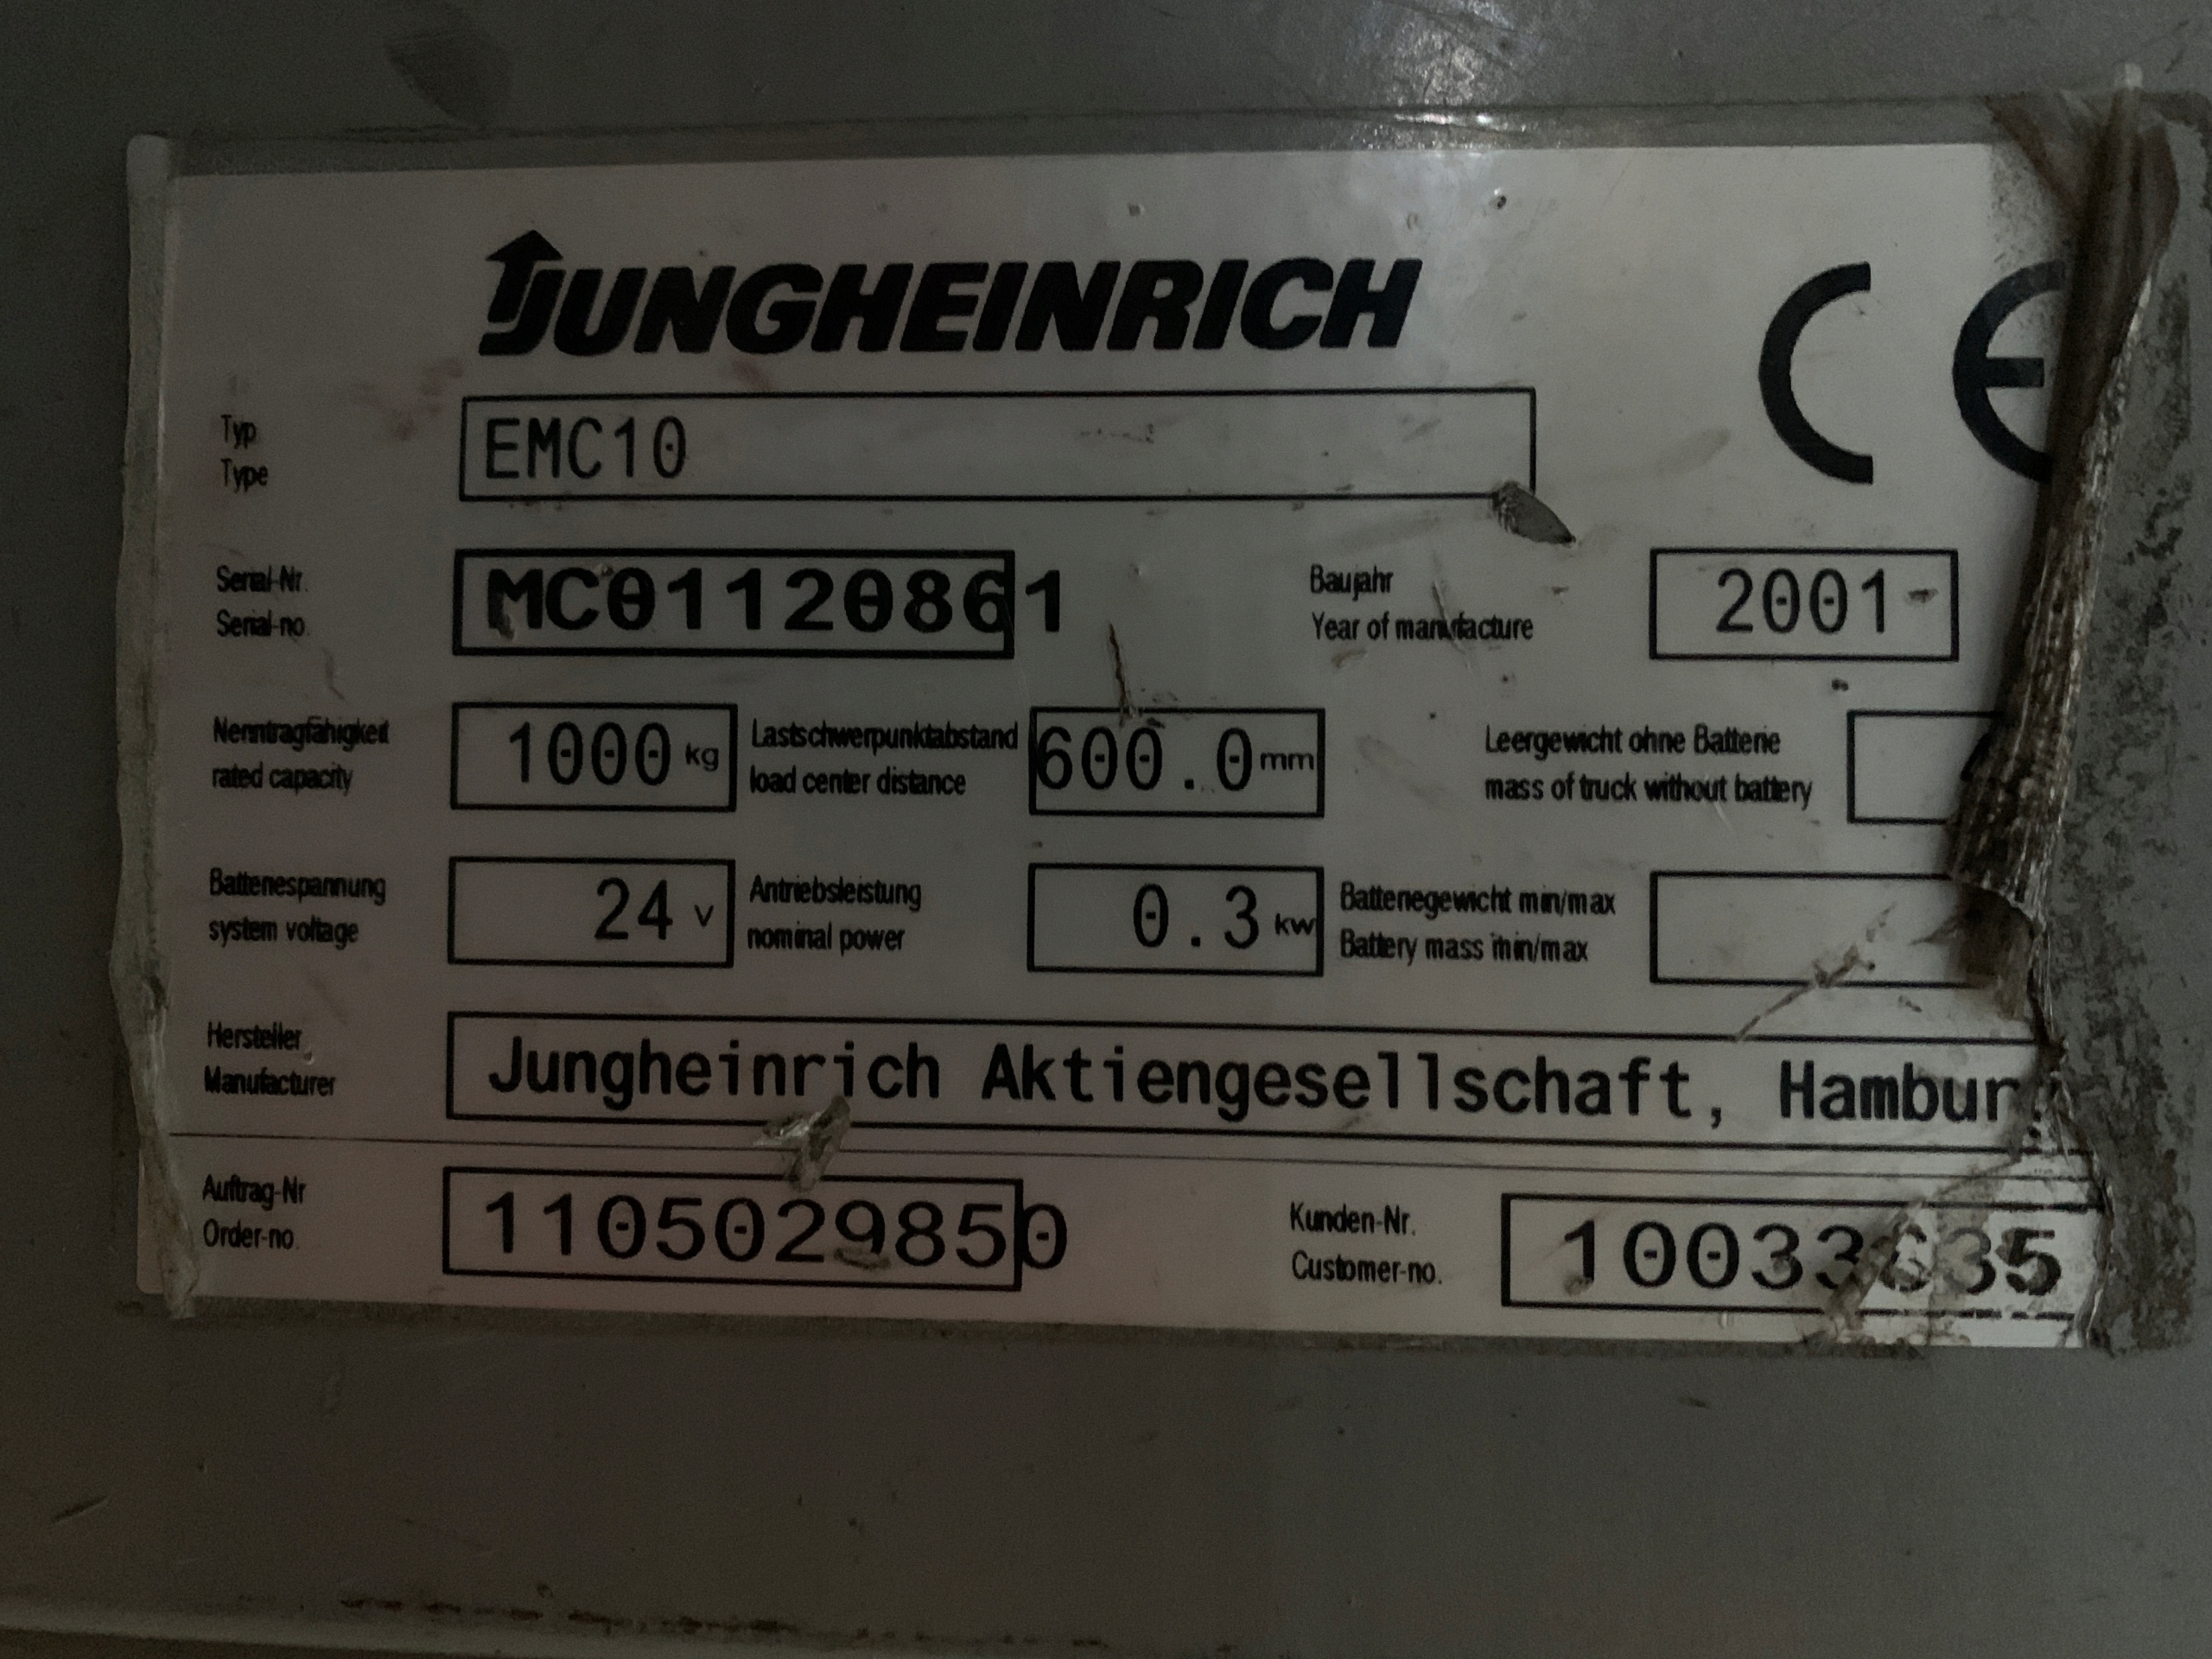 JUNGHEINRICH
CE
Typ
Type
EMC10
Serial-Nr.
Serial-no.
MC01120861
Baujahr
Year of manufacture
2001
Nenntragfähigkeit
rated capacity
1000 kg
Lastschwerpunktabstand
load center distance
600.0 mm
Leergewicht ohne Batterie
mass of truck without battery
Batteriespannung
system voltage
24 V
Antriebsleistung
nominal power
0.3 kw
Batteriegewicht min/max
Battery mass min/max
Hersteller
Manufacturer
Jungheinrich Aktiengesellschaft,
Auftrag-Nr
Order-no.
1105029850
Kunden-Nr.
Customer-no.